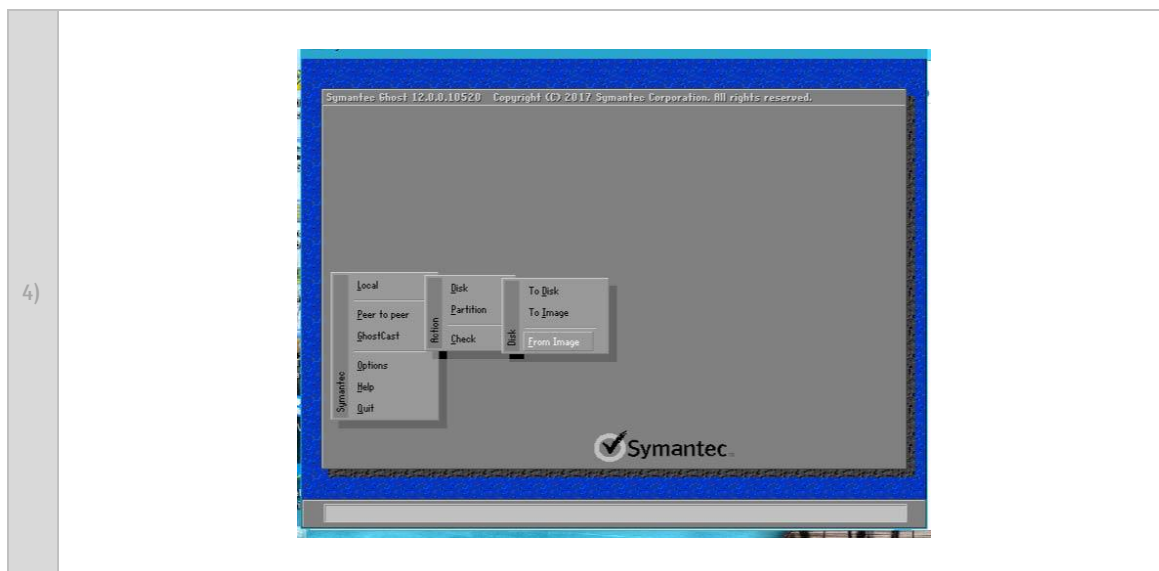 4)
Symantec Ghost 12.0.0.10520 Copyright (C) 2017 Symantec Corporation. All rights reserved.
Local
Peer to peer
GhostCast
Options
Help
Quit
Symantec
Disk
Partition
Check
Action
To Disk
To Image
From Image
Disk
Symantec